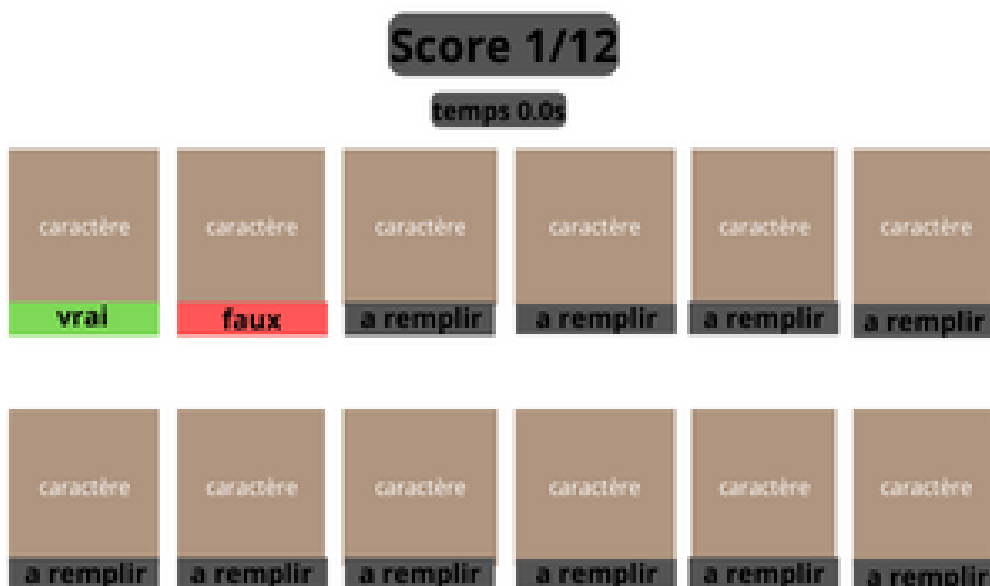 Score 1/12
temps 0.0s
caractère caractère caractère caractère caractère caractère
vrai faux a remplir a remplir a remplir a remplir
caractère caractère caractère caractère caractère caractère
a remplir a remplir a remplir a remplir a remplir a remplir